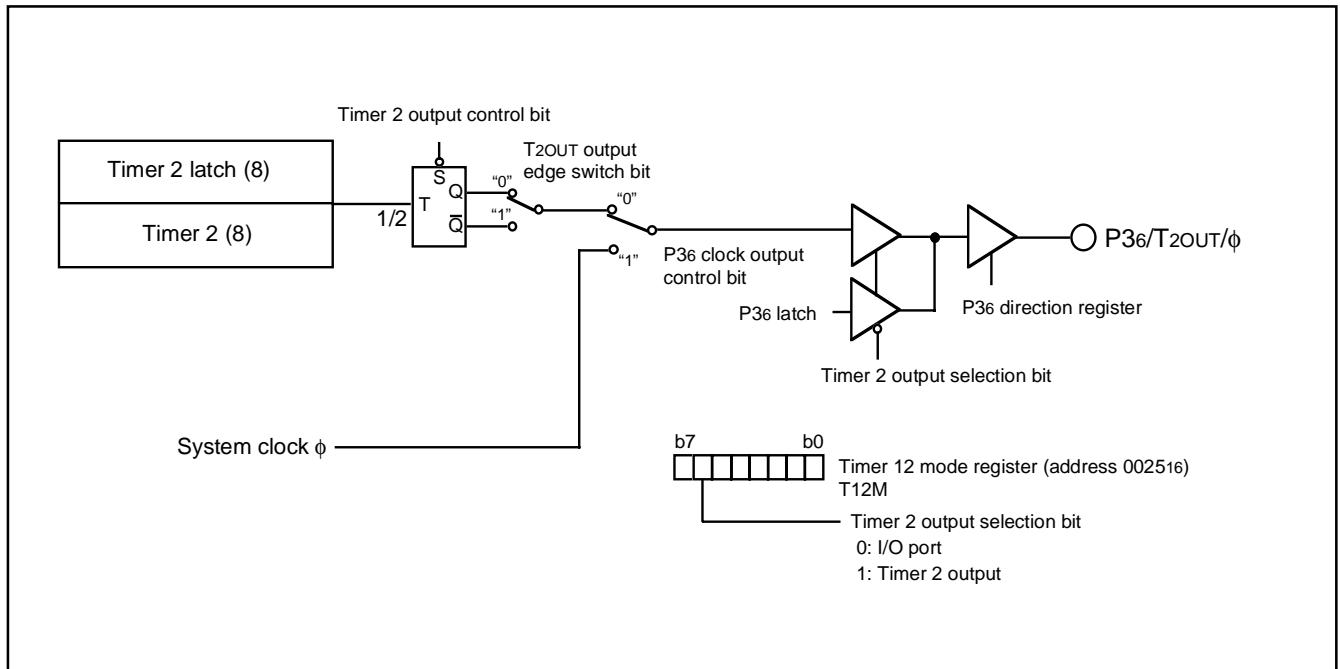 Timer 2 output control bit
Timer 2 latch (8)
Timer 2 (8)
1/2
T
S
Q
Q̅
T2OUT output
edge switch bit
“0”
“1”
“0”
“1”
P36 clock output
control bit
P36 latch
Timer 2 output selection bit
P36 direction register
P36/T2OUT/ϕ
System clock ϕ
b7
b0
Timer 12 mode register (address 002516)
T12M
Timer 2 output selection bit
0: I/O port
1: Timer 2 output